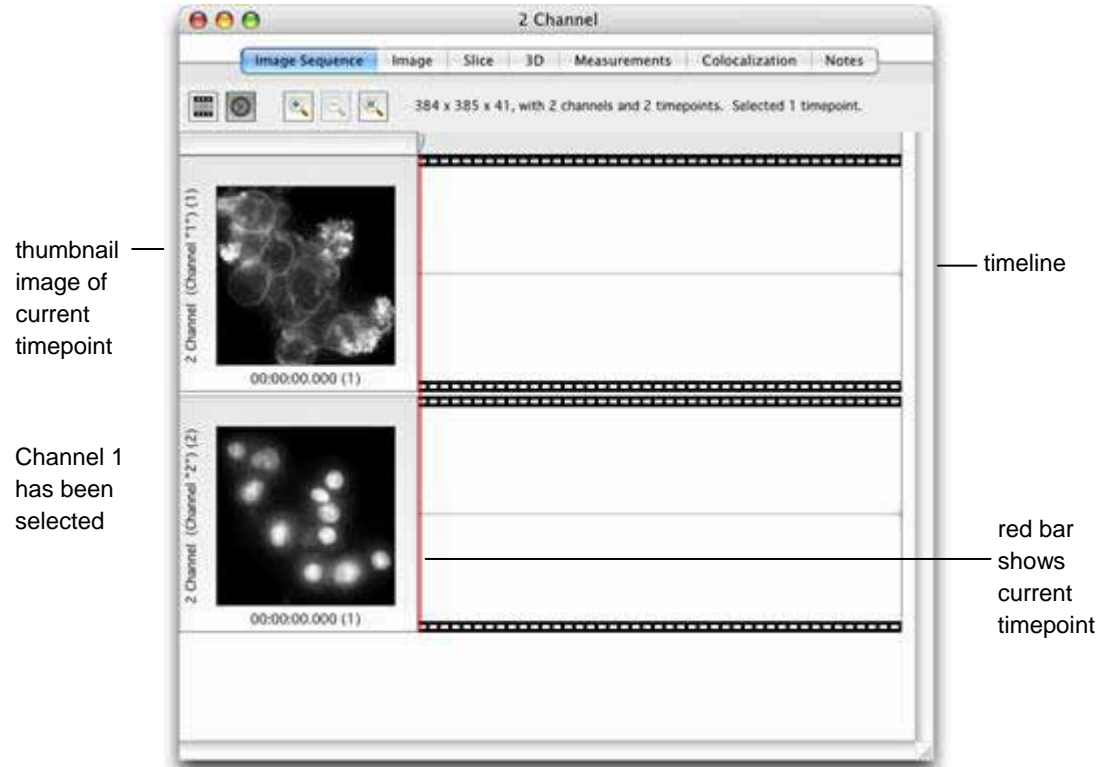 2 Channel
Image Sequence Image Slice 3D Measurements Colocalization Notes
384 x 385 x 41, with 2 channels and 2 timepoints. Selected 1 timepoint.
thumbnail
image of
current
timepoint
2 Channel (Channel "1") (1)
00:00:00.000 (1)
timeline
Channel 1
has been
selected
2 Channel (Channel "2") (2)
00:00:00.000 (1)
red bar
shows
current
timepoint